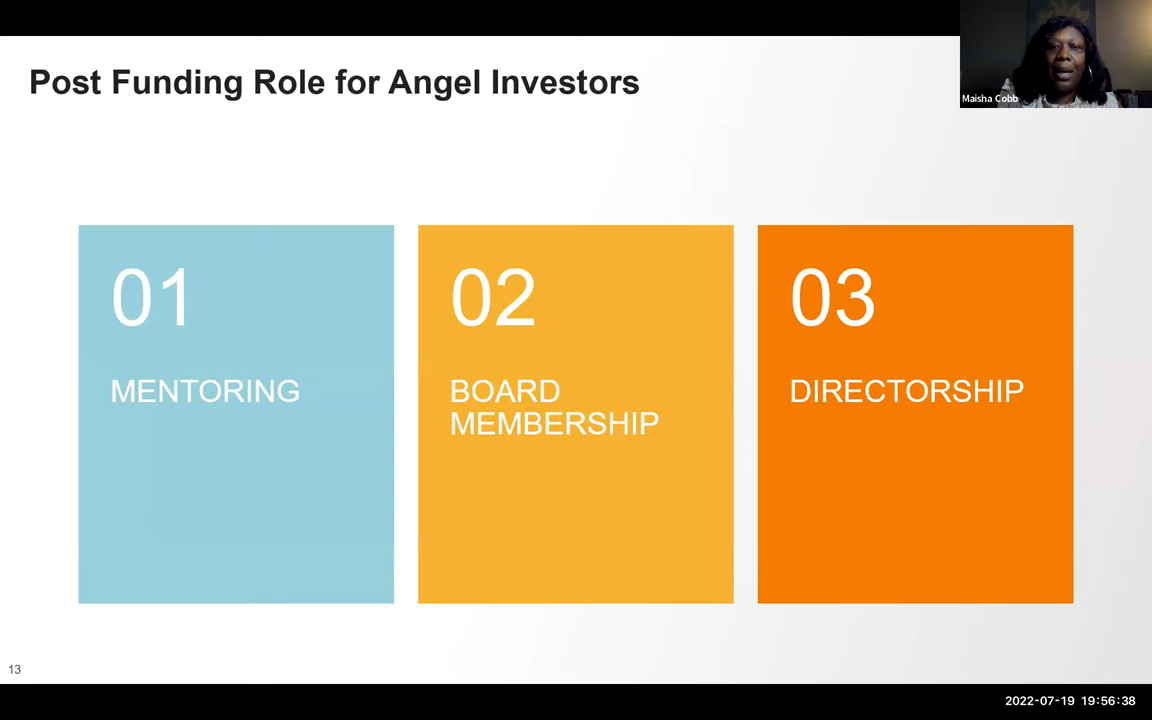 Post Funding Role for Angel Investors
Maisha Cobb
01
MENTORING
02
BOARD
MEMBERSHIP
03
DIRECTORSHIP
13
2022-07-19 19:56:38